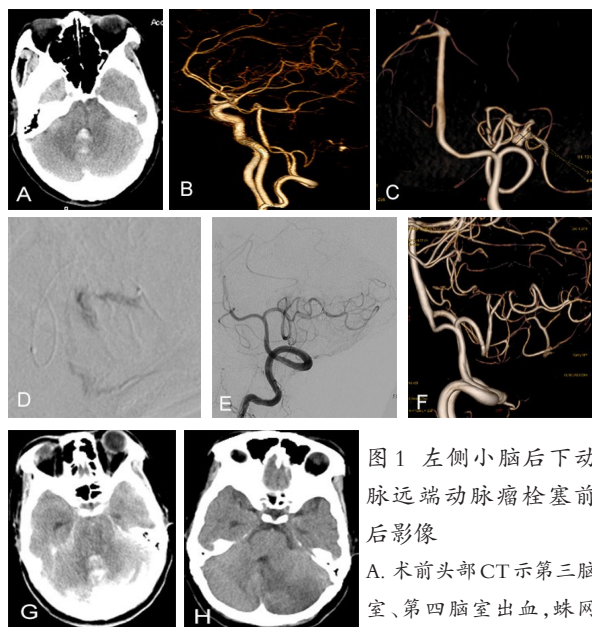 A
B
C
D
E
F
G
H
图1 左侧小脑后下动
脉远端动脉瘤栓塞前
后影像
A. 术前头部CT示第三脑
室、第四脑室出血,蛛网